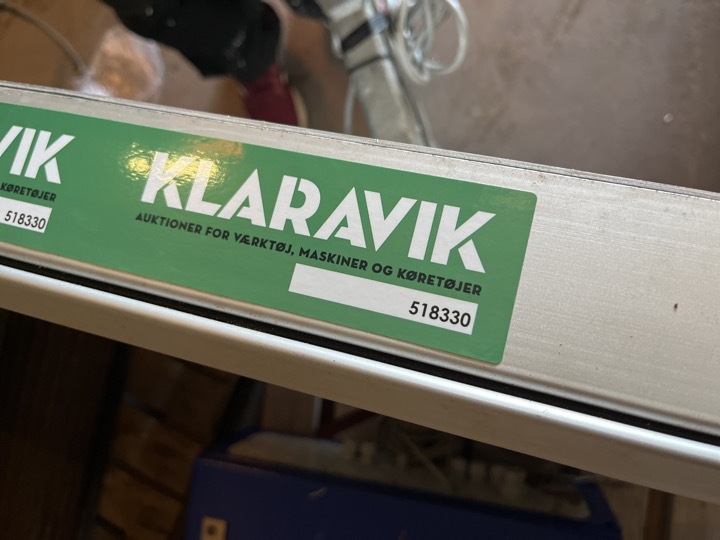 VIK
KØRETØJER
518330
KLARAVIK
AUKTIONER FOR VÆRKTØJ, MASKINER OG KØRETØJER
518330